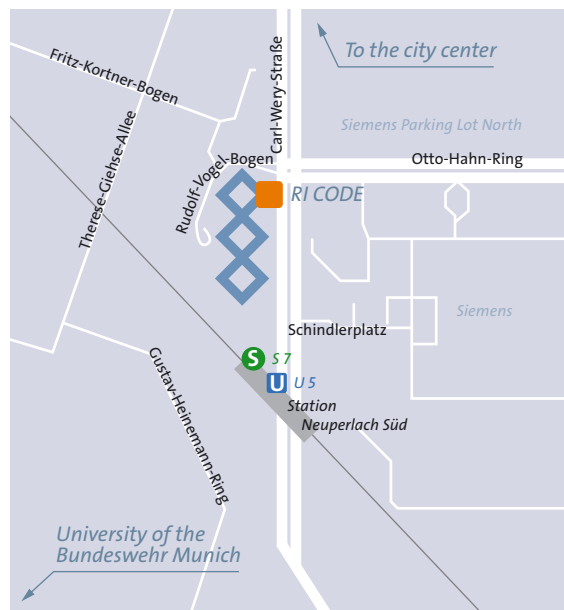 To the city center
Fritz-Kortner-Bogen
Carl-Wery-Straße
Siemens Parking Lot North
Otto-Hahn-Ring
Therese-Giehse-Allee
Rudolf-Vogel-Bogen
RI CODE
Siemens
Schindlerplatz
S S 7
U U 5
Station
Neuperlach Süd
Gustav-Heinemann-Ring
University of the
Bundeswehr Munich